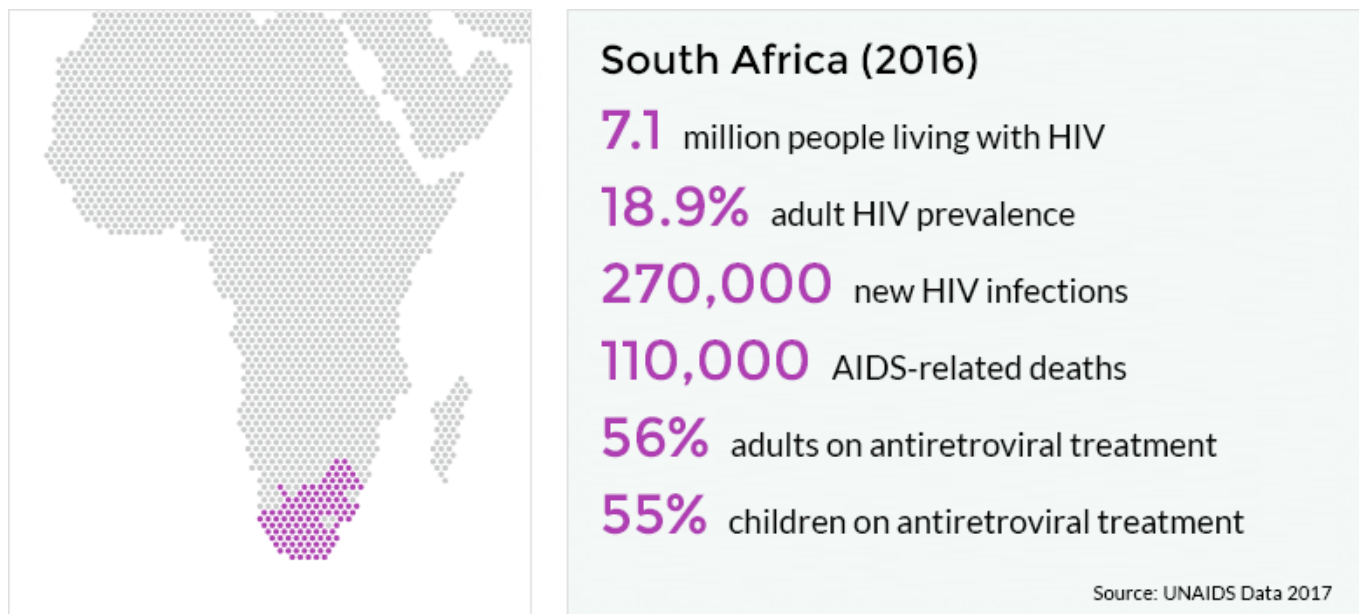 South Africa (2016)
7.1 million people living with HIV
18.9% adult HIV prevalence
270,000 new HIV infections
110,000 AIDS-related deaths
56% adults on antiretroviral treatment
55% children on antiretroviral treatment
Source: UNAIDS Data 2017